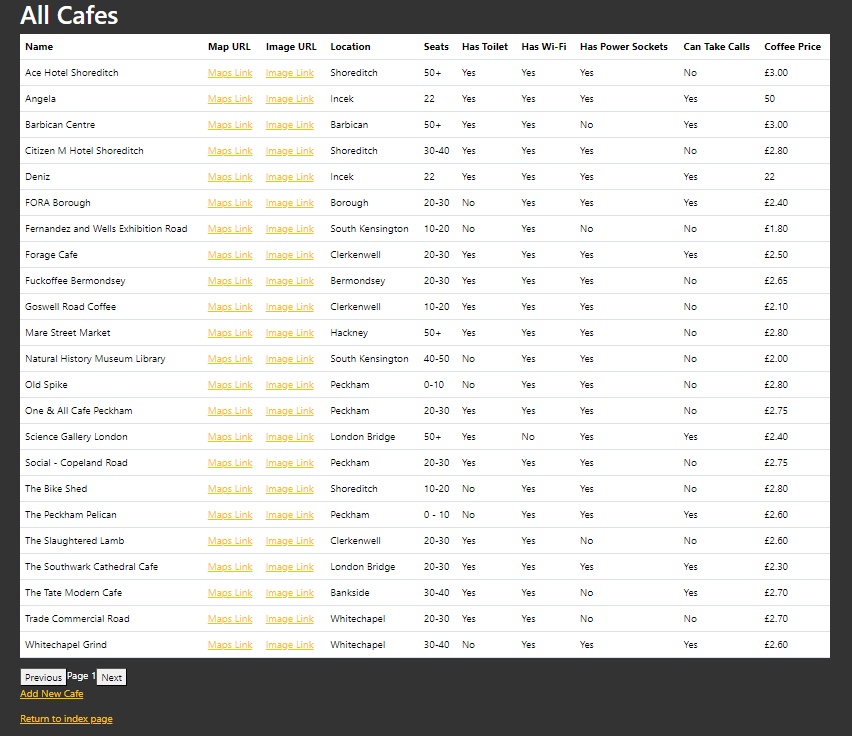 All Cafes
Name Map URL Image URL Location Seats Has Toilet Has Wi-Fi Has Power Sockets Can Take Calls Coffee Price
Ace Hotel Shoreditch Maps Link Image Link Shoreditch 50+ Yes Yes Yes No £3.00
Angela Maps Link Image Link Incek 22 Yes Yes Yes Yes 50
Barbican Centre Maps Link Image Link Barbican 50+ Yes Yes No Yes £3.00
Citizen M Hotel Shoreditch Maps Link Image Link Shoreditch 30-40 Yes Yes Yes No £2.80
Deniz Maps Link Image Link Incek 22 Yes Yes Yes Yes 22
FORA Borough Maps Link Image Link Borough 20-30 No Yes Yes Yes £2.40
Fernandez and Wells Exhibition Road Maps Link Image Link South Kensington 10-20 No Yes No No £1.80
Forage Cafe Maps Link Image Link Clerkenwell 20-30 Yes Yes Yes Yes £2.50
Fuckoffee Bermondsey Maps Link Image Link Bermondsey 20-30 Yes Yes Yes No £2.65
Goswell Road Coffee Maps Link Image Link Clerkenwell 10-20 Yes Yes Yes No £2.10
Mare Street Market Maps Link Image Link Hackney 50+ Yes Yes Yes No £2.80
Natural History Museum Library Maps Link Image Link South Kensington 40-50 No Yes Yes No £2.00
Old Spike Maps Link Image Link Peckham 0-10 No Yes Yes No £2.80
One & All Cafe Peckham Maps Link Image Link Peckham 20-30 Yes Yes Yes No £2.75
Science Gallery London Maps Link Image Link London Bridge 50+ Yes No Yes Yes £2.40
Social - Copeland Road Maps Link Image Link Peckham 20-30 Yes Yes Yes No £2.75
The Bike Shed Maps Link Image Link Shoreditch 10-20 No Yes Yes No £2.80
The Peckham Pelican Maps Link Image Link Peckham 0 - 10 No Yes Yes Yes £2.60
The Slaughtered Lamb Maps Link Image Link Clerkenwell 20-30 Yes Yes No No £2.60
The Southwark Cathedral Cafe Maps Link Image Link London Bridge 20-30 Yes Yes Yes Yes £2.30
The Tate Modern Cafe Maps Link Image Link Bankside 30-40 Yes Yes No Yes £2.70
Trade Commercial Road Maps Link Image Link Whitechapel 20-30 Yes Yes No No £2.70
Whitechapel Grind Maps Link Image Link Whitechapel 30-40 No Yes Yes Yes £2.60
Previous Page 1 Next
Add New Cafe
Return to index page